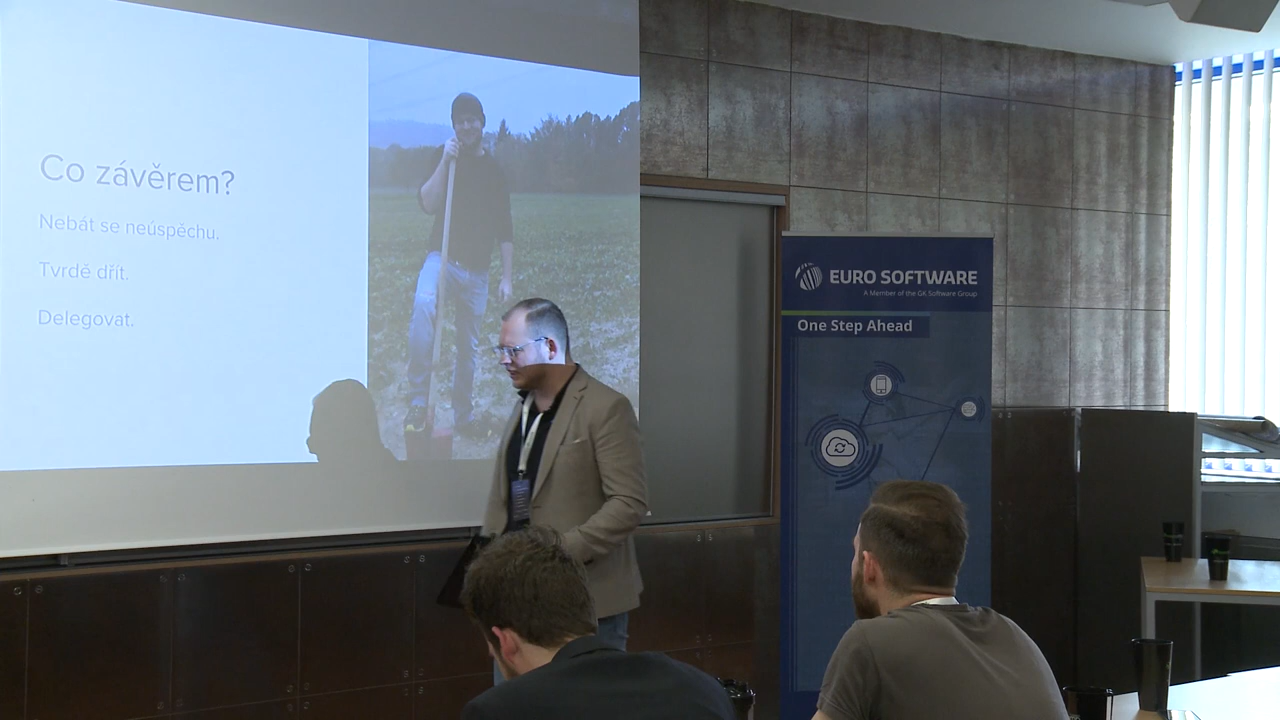 Co závěrem?
Nebát se neúspěchu.
Tvrdě dřít.
Delegovat.
EURO SOFTWARE
A Member of the GK Software Group
One Step Ahead